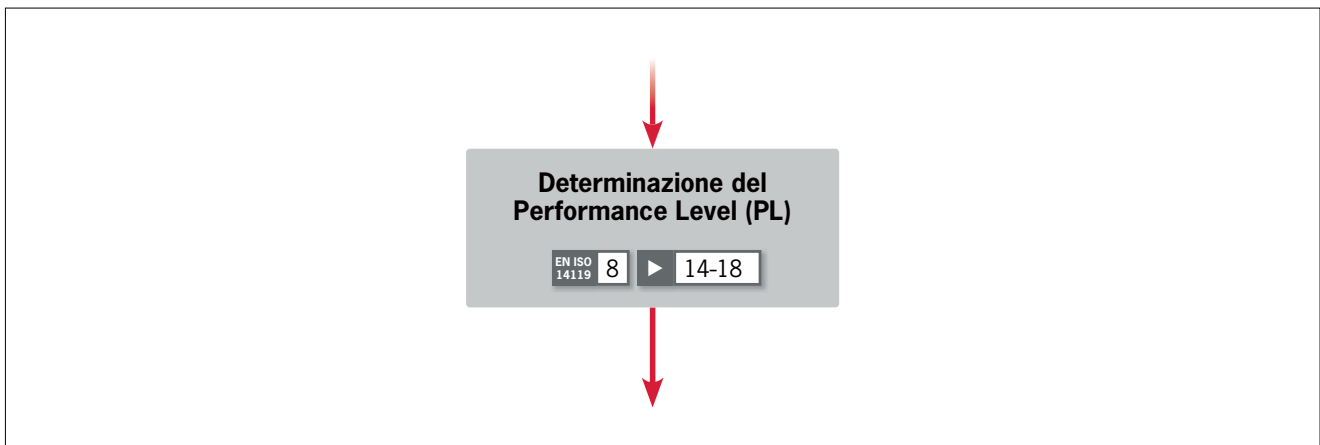 Determinazione del
Performance Level (PL)
EN ISO
14119
8
14-18